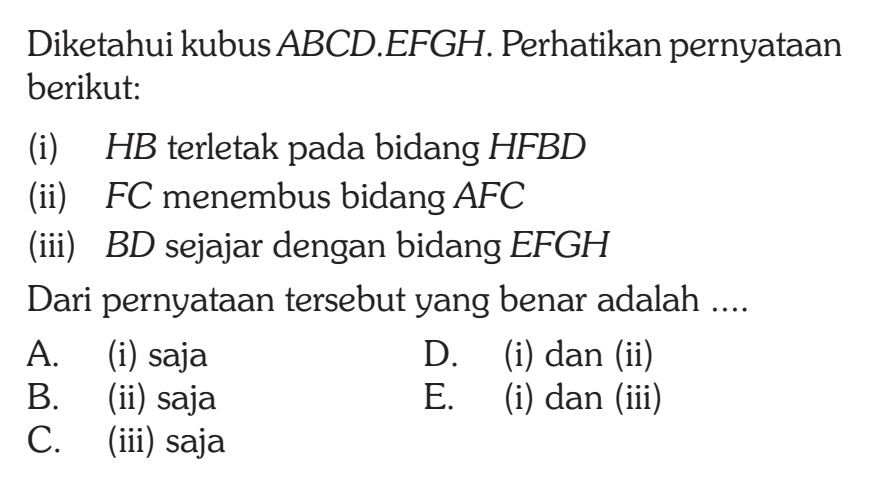 Diketahui kubus ABCD.EFGH. Perhatikan pernyataan
berikut:
(i) HB terletak pada bidang HFBD
(ii) FC menembus bidang AFC
(iii) BD sejajar dengan bidang EFGH
Dari pernyataan tersebut yang benar adalah ....
A. (i) saja D. (i) dan (ii)
B. (ii) saja E. (i) dan (iii)
C. (iii) saja